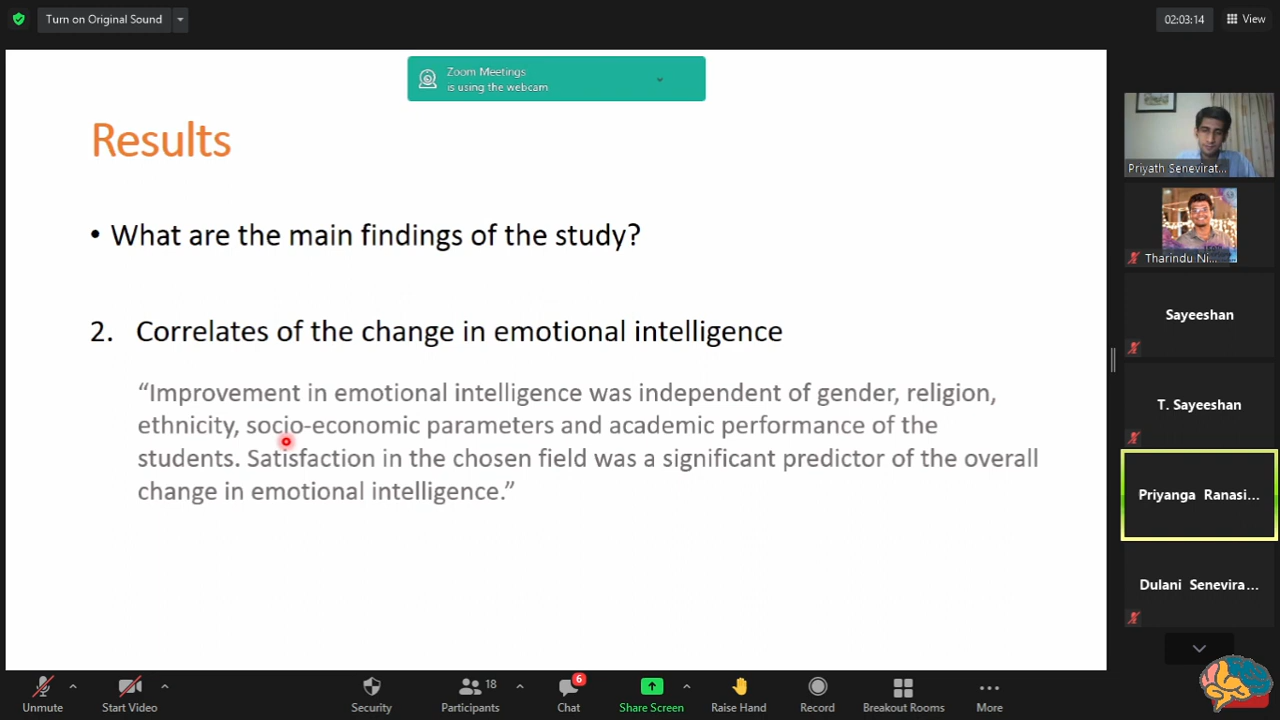 Turn on Original Sound
02:03:14
View
Zoom Meetings
is using the webcam
Results
• What are the main findings of the study?
2. Correlates of the change in emotional intelligence
“Improvement in emotional intelligence was independent of gender, religion,
ethnicity, socio-economic parameters and academic performance of the
students. Satisfaction in the chosen field was a significant predictor of the overall
change in emotional intelligence.”
Priyath Senevirat...
Tharindu Ni...
Sayeeshan
T. Sayeeshan
Priyanga Ranasi...
Dulani Senevira...
Unmute
Start Video
Security
18
Participants
6
Chat
Share Screen
Raise Hand
Record
Breakout Rooms
More